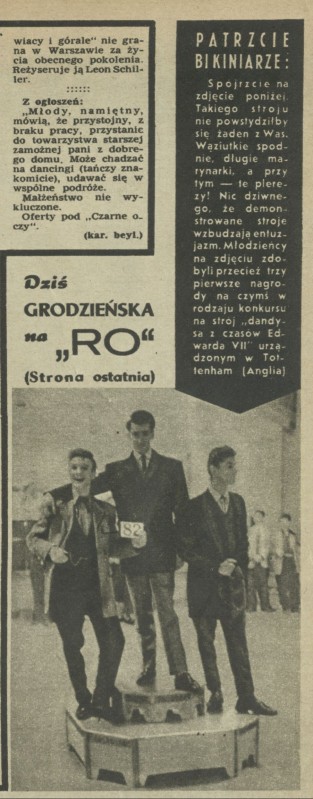 wiacy i górale" nie gra-
na w Warszawie za ży-
cia obecnego pokolenia.
Reżyseruje ją Leon Schil-
ler.
::::::
Z ogłoszeń:
„Młody, namiętny,
mówią, że przystojny, z
braku pracy, przystanie
do towarzystwa starszej
zamożnej pani z dobre-
go domu. Może chadzać
na dancingi (tańczy zna-
komicie), udawać się w
wspólne podróże.
Małżeństwo nie wy-
kluczone.
Oferty pod „Czarne o-
czy".
(kar. beyl.)
Dziś
GRODZIEŃSKA
na „RO"
(Strona ostatnia)
PATRZCIE
BIKINIARZE:
Spojrzcie na
zdjęcie poniżej.
Takiego stroju
nie powstydziłby
się żaden z Was.
Wąziutkie spod-
nie, długie ma-
rynarki, a przy
tym — te plere-
zy! Nic dziwne-
go, że demon-
strowane stroje
wzbudzają entuz-
jazm. Młodzieńcy
na zdjęciu zdo-
byli przecież trzy
pierwsze nagro-
dy na czymś w
rodzaju konkursu
na strój „dandy-
sa z czasów Ed-
warda VII" urzą-
dzonym w Tot-
tenham (Anglia)
82